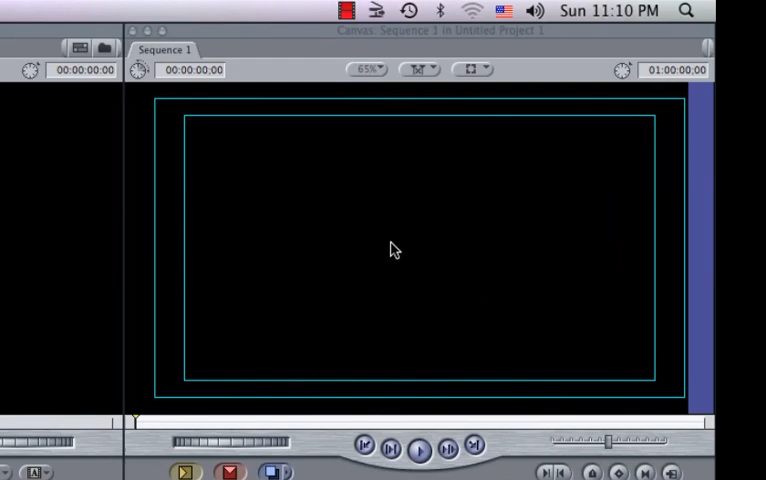 Sun 11:10 PM
Canvas: Sequence 1 in Untitled Project 1
Sequence 1
00:00:00:00
00:00:00;00
65%
01:00:00;00
A